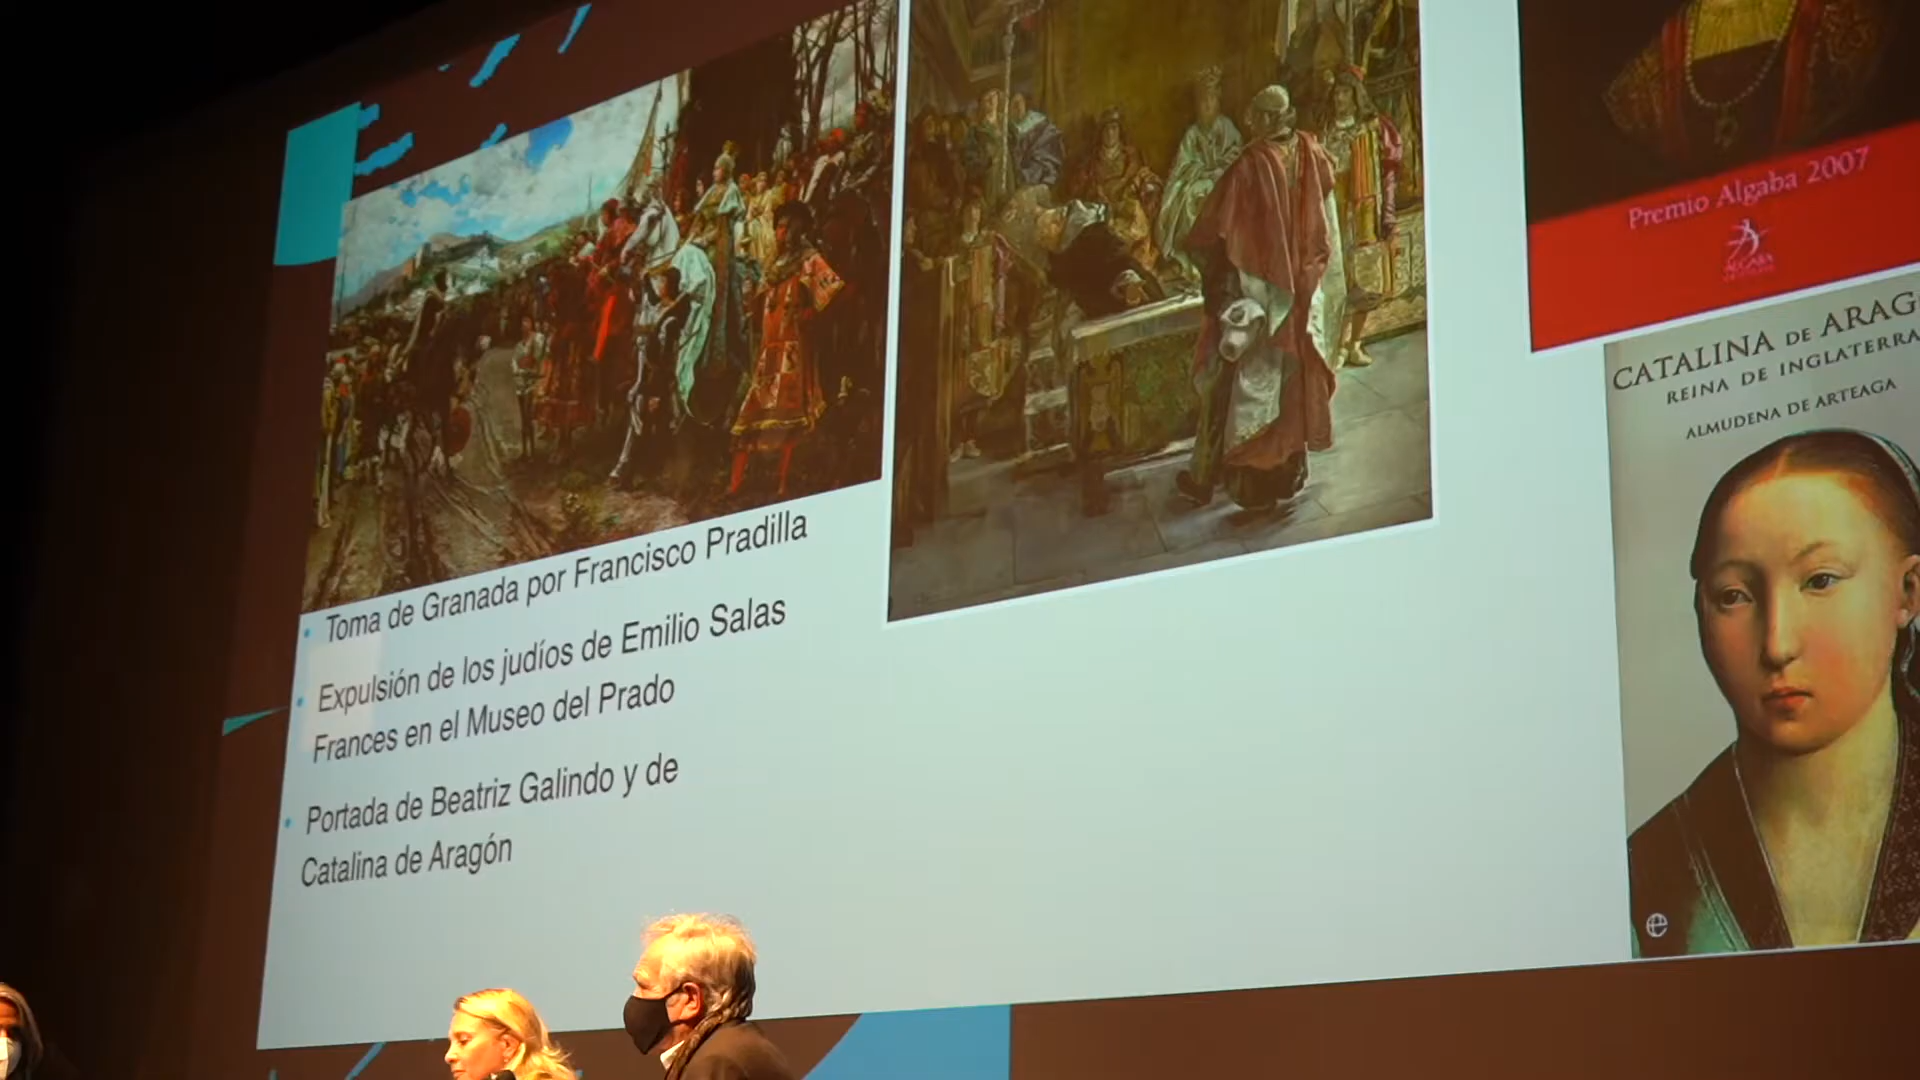 Toma de Granada por Francisco Pradilla
Expulsión de los judíos de Emilio Salas
Frances en el Museo del Prado
Portada de Beatriz Galindo y de
Catalina de Aragón
Premio Algaba 2007
ALGABA
CATALINA DE ARAG
REINA DE INGLATERRA
ALMUDENA DE ARTEAGA